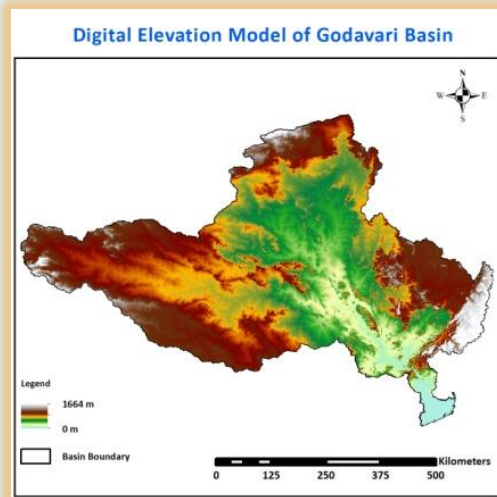 Digital Elevation Model of Godavari Basin
N
W E
S
Legend
1664 m
0 m
Basin Boundary
Kilometers
0 125 250 375 500